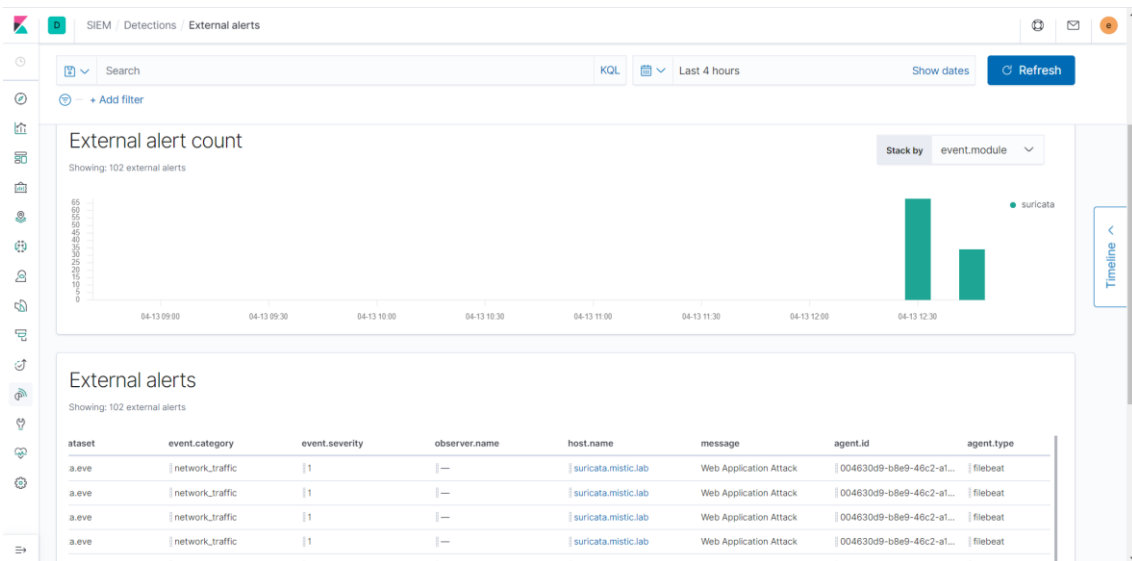 D SIEM / Detections / External alerts e
Search KQL Last 4 hours Show dates Refresh
+ Add filter
External alert count
Stack by event.module
Showing: 102 external alerts
65
60
55
50
45
40
35
30
25
20
15
10
5
0
suricata
04-13 09:00 04-13 09:30 04-13 10:00 04-13 10:30 04-13 11:00 04-13 11:30 04-13 12:00 04-13 12:30
Timeline
External alerts
Showing: 102 external alerts
ataset event.category event.severity observer.name host.name message agent.id agent.type
a.eve network_traffic 1 — suricata.mistic.lab Web Application Attack 004630d9-b8e9-46c2-a1... filebeat
a.eve network_traffic 1 — suricata.mistic.lab Web Application Attack 004630d9-b8e9-46c2-a1... filebeat
a.eve network_traffic 1 — suricata.mistic.lab Web Application Attack 004630d9-b8e9-46c2-a1... filebeat
a.eve network_traffic 1 — suricata.mistic.lab Web Application Attack 004630d9-b8e9-46c2-a1... filebeat